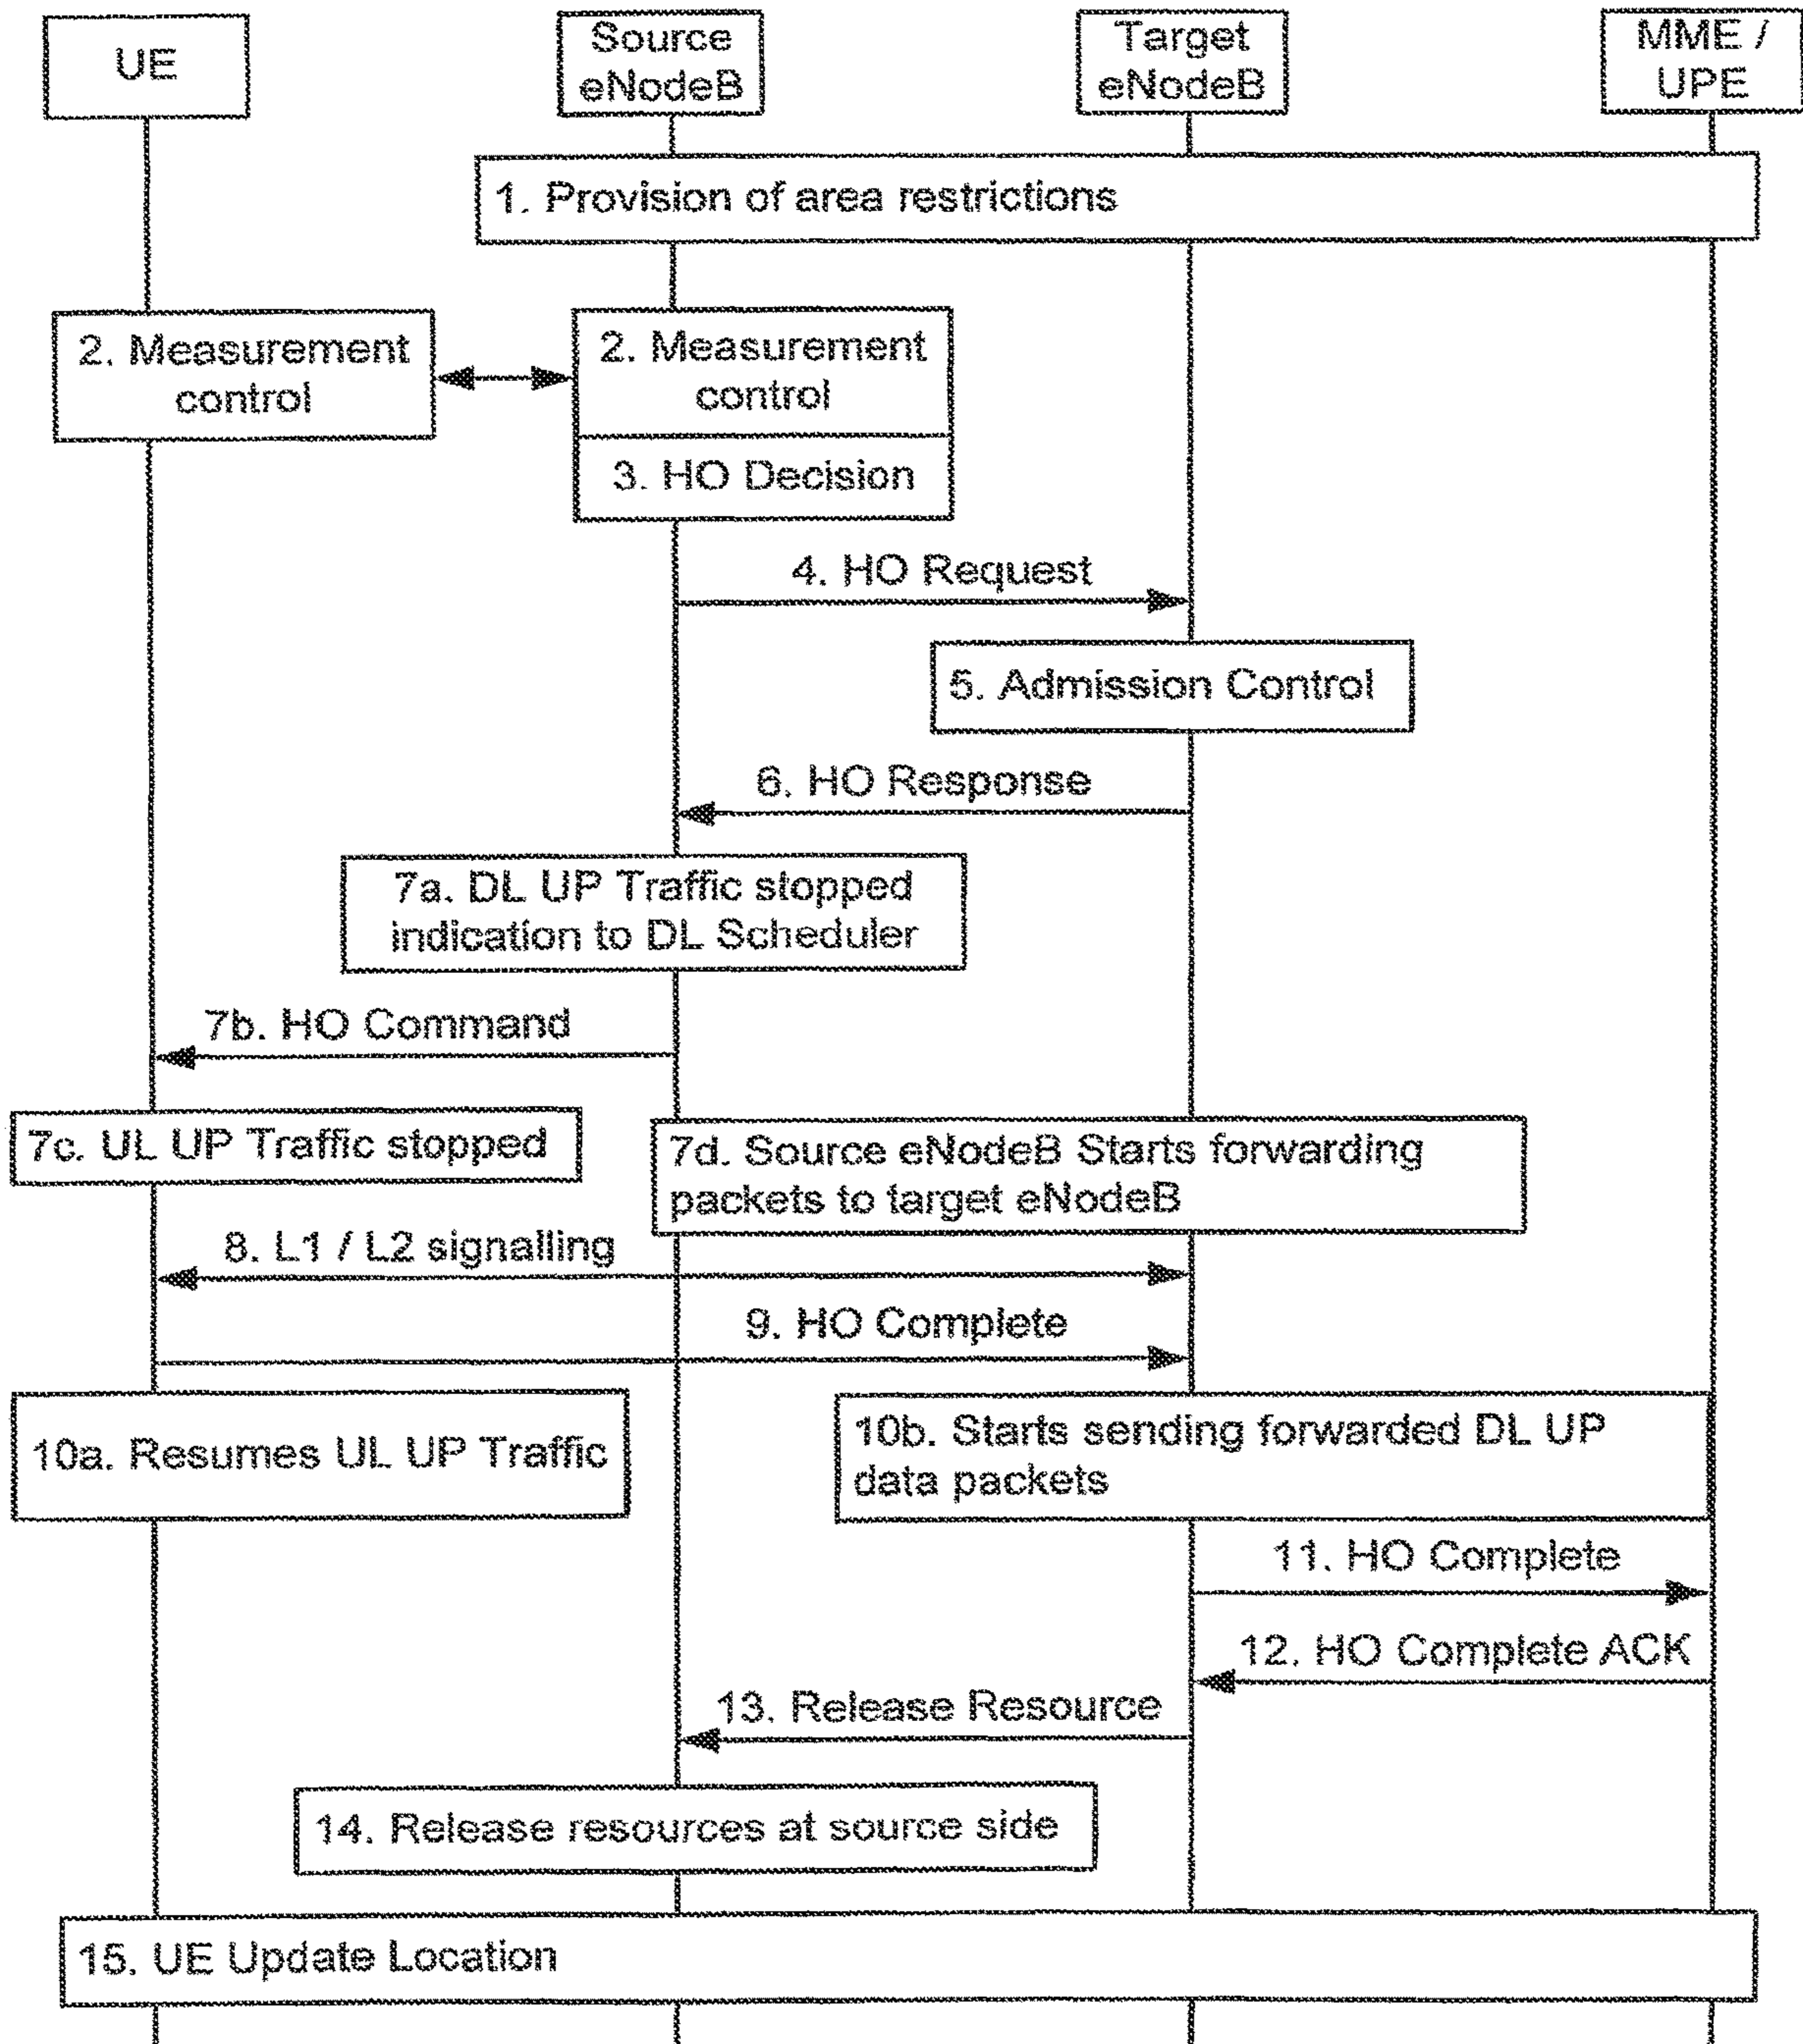 UE
Source
eNodeB
Target
eNodeB
MME /
UPE
1. Provision of area restrictions
2. Measurement
control
2. Measurement
control
3. HO Decision
4. HO Request
5. Admission Control
6. HO Response
7a. DL UP Traffic stopped
indication to DL Scheduler
7b. HO Command
7c. UL UP Traffic stopped
7d. Source eNodeB Starts forwarding
packets to target eNodeB
8. L1 / L2 signalling
9. HO Complete
10a. Resumes UL UP Traffic
10b. Starts sending forwarded DL UP
data packets
11. HO Complete
12. HO Complete ACK
13. Release Resource
14. Release resources at source side
15. UE Update Location